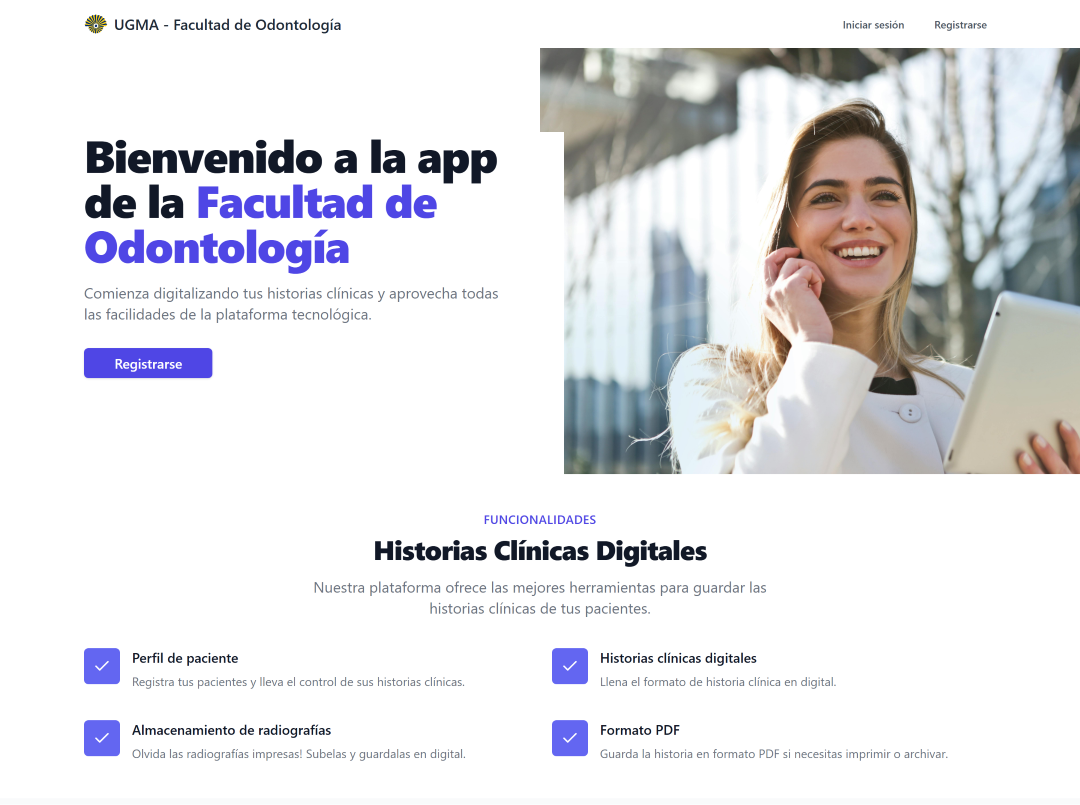 UGMA - Facultad de Odontología
Iniciar sesión
Registrarse
Bienvenido a la app
de la Facultad de
Odontología
Comienza digitalizando tus historias clínicas y aprovecha todas
las facilidades de la plataforma tecnológica.
Registrarse
FUNCIONALIDADES
Historias Clínicas Digitales
Nuestra plataforma ofrece las mejores herramientas para guardar las
historias clínicas de tus pacientes.
Perfil de paciente
Registra tus pacientes y lleva el control de sus historias clínicas.
Historias clínicas digitales
Llena el formato de historia clínica en digital.
Almacenamiento de radiografías
Olvida las radiografías impresas! Subelas y guardalas en digital.
Formato PDF
Guarda la historia en formato PDF si necesitas imprimir o archivar.